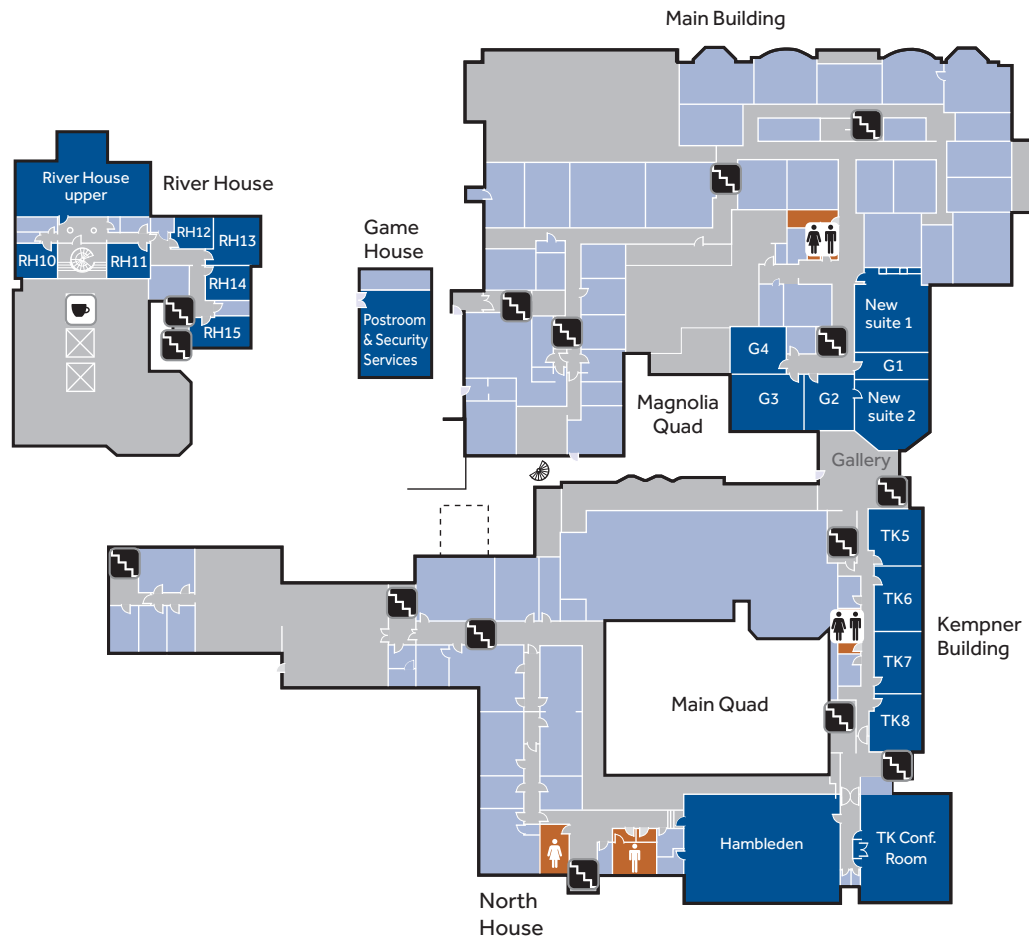 Main Building
River House
upper
River House
RH12
RH13
RH10
RH11
RH14
RH15
Game
House
Postroom
& Security
Services
New
suite 1
G4
G1
G3
G2
New
suite 2
Magnolia
Quad
Gallery
TK5
TK6
Kempner
Building
TK7
Main Quad
TK8
Hambleden
TK Conf.
Room
North
House